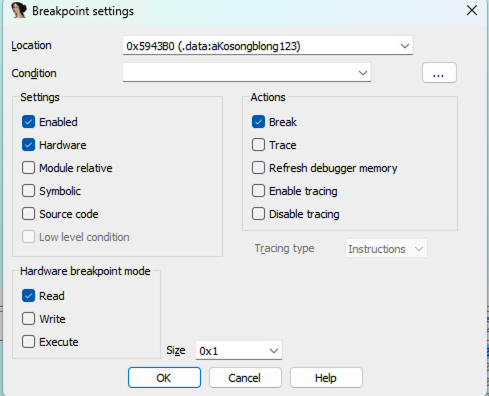 Breakpoint settings
Location 0x5943B0 (.data:aKosongblong123)
Condition ...
Settings
Enabled
Hardware
Module relative
Symbolic
Source code
Low level condition
Actions
Break
Trace
Refresh debugger memory
Enable tracing
Disable tracing
Tracing type Instructions
Hardware breakpoint mode
Read
Write
Execute
Size 0x1
OK Cancel Help